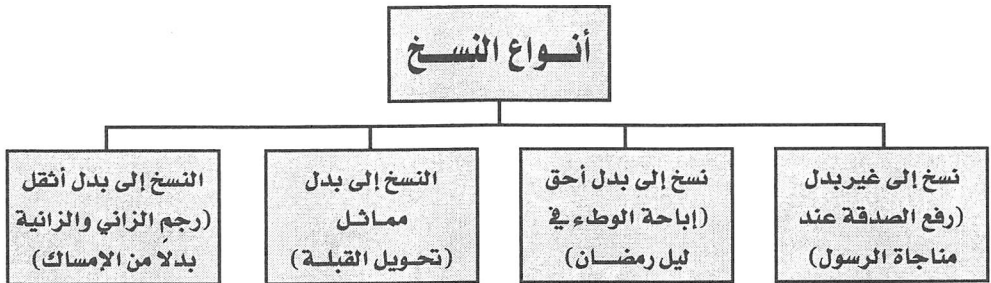 أنواع النسخ
نسخ إلى غير بدل
(رفع الصدقة عند
مناجاة الرسول)
نسخ إلى بدل أحق
(إباحة الوطء في
ليل رمضان)
النسخ إلى بدل
مماثل
(تحويل القبلة)
النسخ إلى بدل أثقل
(رجم الزاني والزانية
بدلاً من الإمساك)